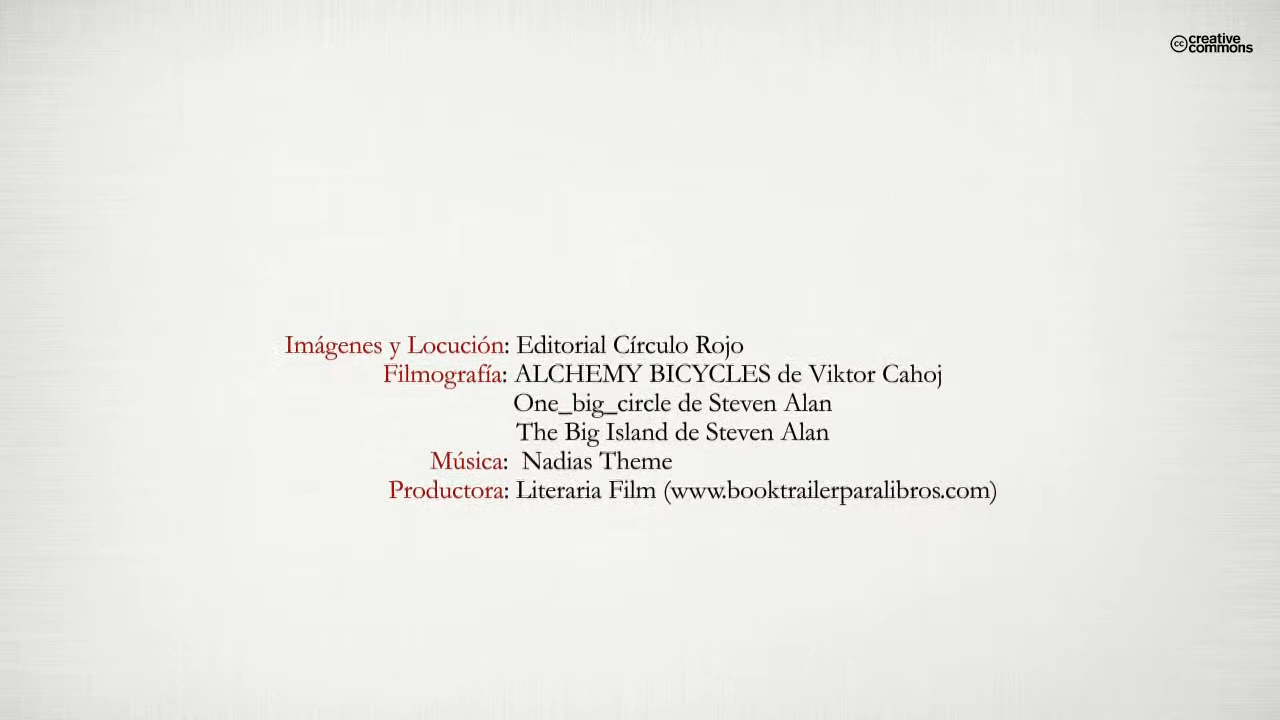 cc creative
commons
Imágenes y Locución: Editorial Círculo Rojo
Filmografía: ALCHEMY BICYCLES de Viktor Cahoj
One_big_circle de Steven Alan
The Big Island de Steven Alan
Música: Nadias Theme
Productora: Literaria Film (www.booktrailerparalibros.com)